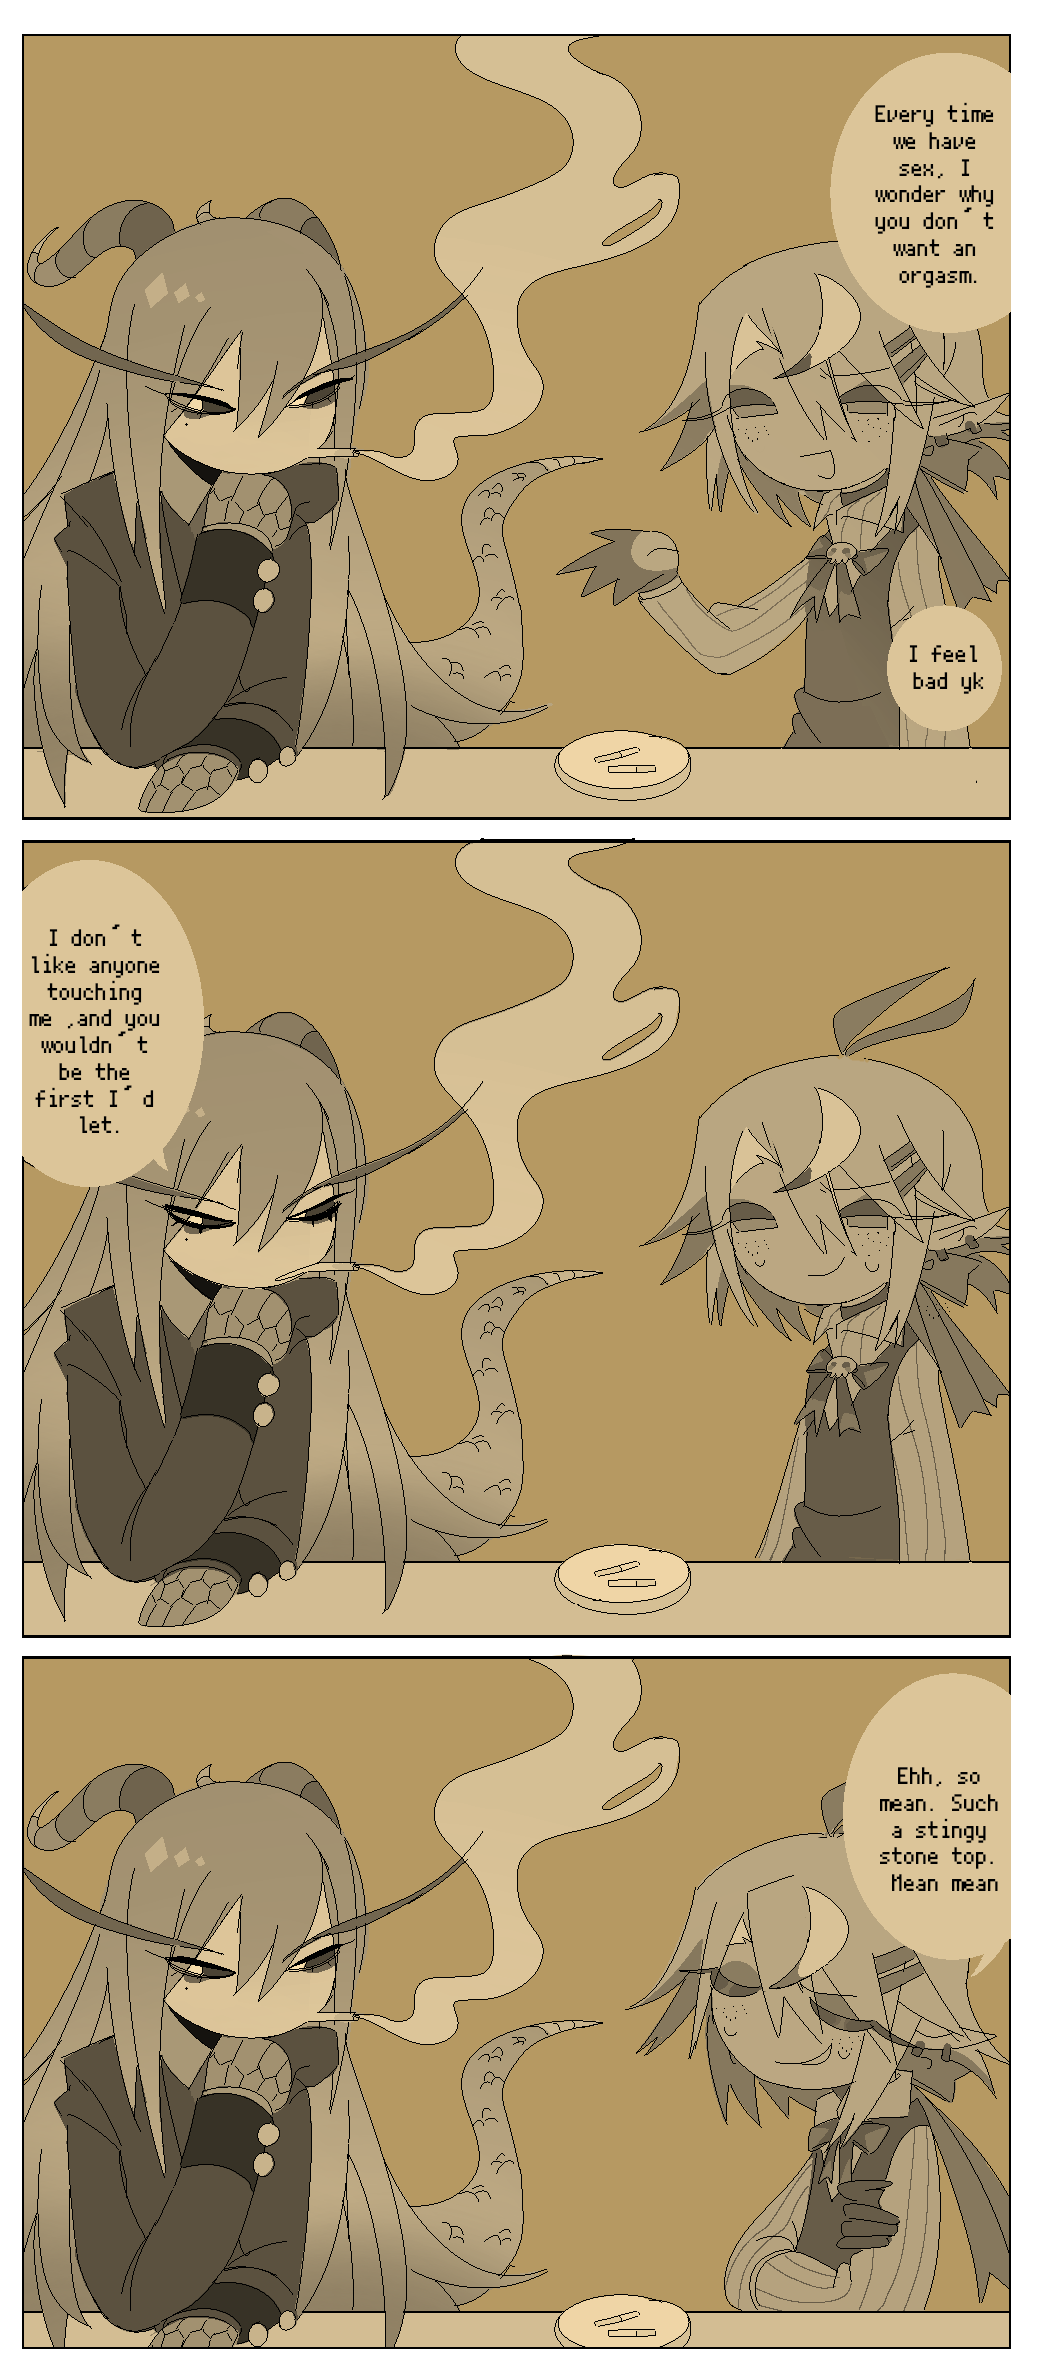 Every time
we have
sex, I
wonder why
you don´t
want an
orgasm.
I feel
bad yk
I don´t
like anyone
touching
me ,and you
wouldn´t
be the
first I´d
let.
Ehh, so
mean. Such
a stingy
stone top.
Mean mean